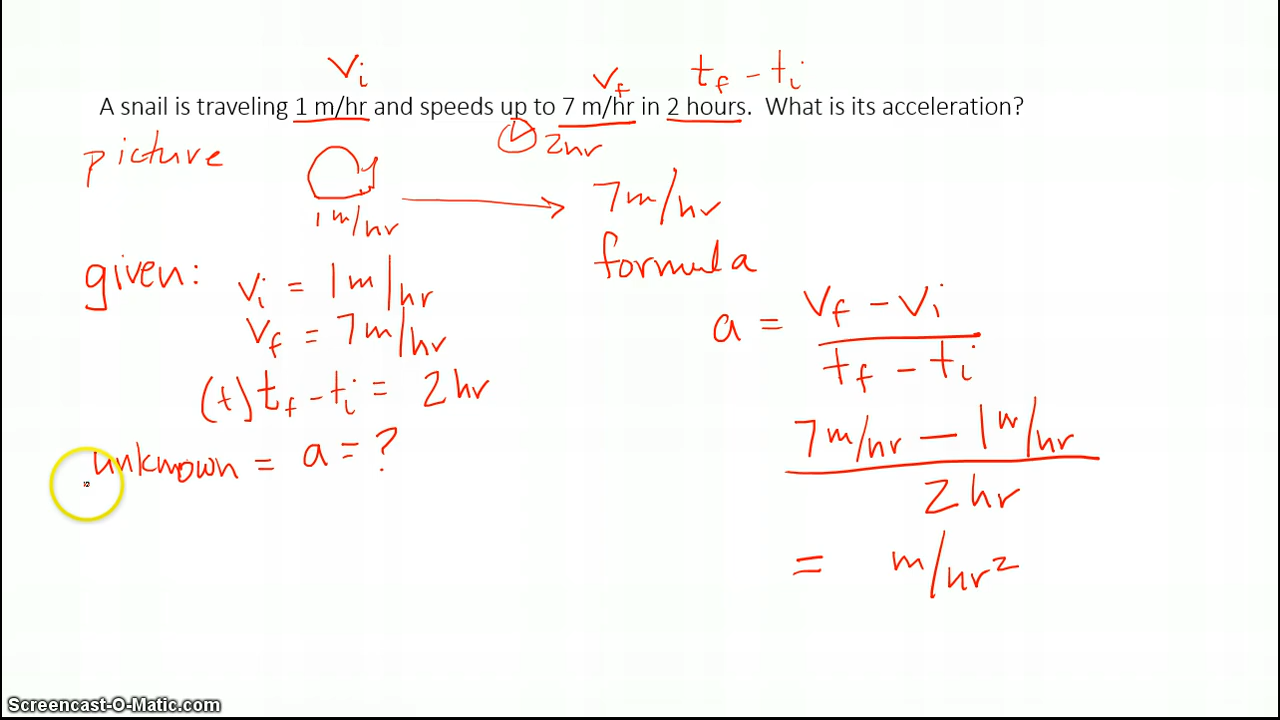 Vi
Vf tf - ti
A snail is traveling 1 m/hr and speeds up to 7 m/hr in 2 hours. What is its acceleration?
picture
2hr
1m/hr
7m/hr
given: Vi = 1m/hr
Vf = 7m/hr
(t) tf - ti = 2hr
unknown = a = ?
formula
a = Vf - Vi
tf - ti
7m/hr - 1m/hr
2hr
= m/hr²
Screencast-O-Matic.com